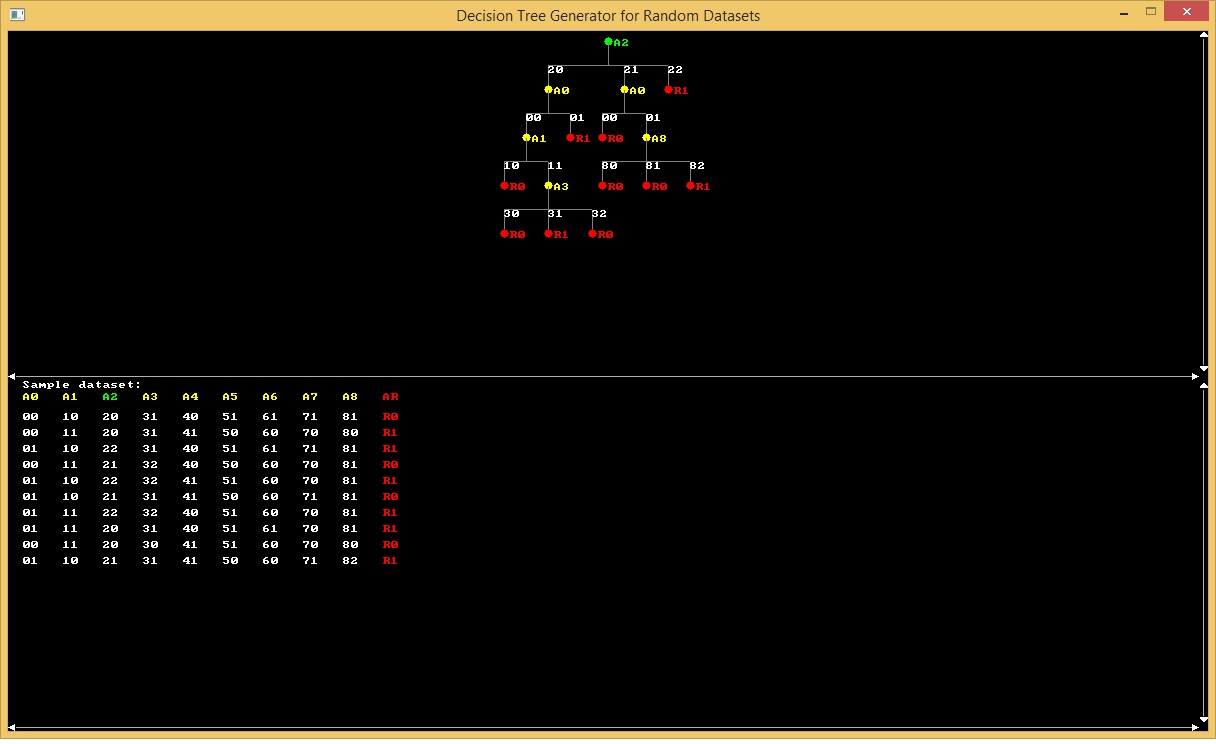 Decision Tree Generator for Random Datasets
A2
20 21 22
A0 A0 R1
00 01 00 01
A1 R1 R0 A8
10 11 80 81 82
R0 A3 R0 R0 R1
30 31 32
R0 R1 R0
Sample dataset:
A0 A1 A2 A3 A4 A5 A6 A7 A8 AR
00 10 20 31 40 51 61 71 81 R0
00 11 20 31 41 50 60 70 80 R1
01 10 22 31 40 51 61 71 81 R1
00 11 21 32 40 50 60 70 81 R0
01 10 22 32 41 51 60 70 81 R1
01 10 21 31 41 50 60 71 81 R0
01 11 22 32 40 51 60 70 81 R1
01 11 20 31 40 51 61 70 81 R1
00 11 20 30 41 51 60 70 80 R0
01 10 21 31 41 50 60 71 82 R1